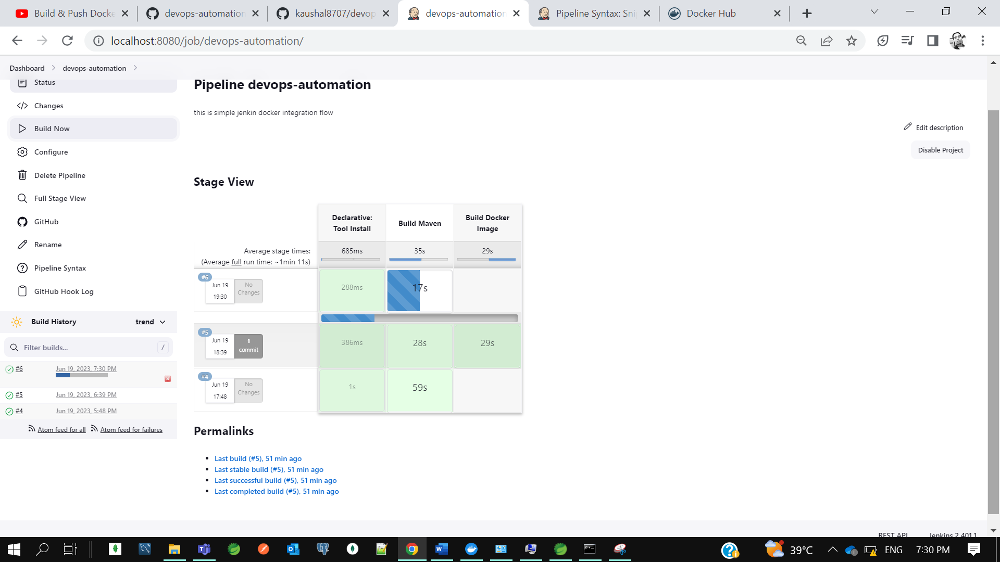 Build & Push Docke
devops-automation
kaushal8707/devop
devops-automation
Pipeline Syntax: Sni
Docker Hub
localhost:8080/job/devops-automation/
Dashboard
devops-automation
Status
Changes
Build Now
Configure
Delete Pipeline
Full Stage View
GitHub
Rename
Pipeline Syntax
GitHub Hook Log
Build History
trend
Filter builds...
/
#6
Jun 19, 2023, 7:30 PM
#5
Jun 19, 2023, 6:39 PM
#4
Jun 19, 2023, 5:48 PM
Atom feed for all
Atom feed for failures
Pipeline devops-automation
this is simple jenkin docker integration flow
Edit description
Disable Project
Stage View
Declarative:
Tool Install
Build Maven
Build Docker
Image
Average stage times:
(Average full run time: ~1min 11s)
685ms
35s
29s
#6
Jun 19
19:30
No
Changes
288ms
17s
#5
Jun 19
18:39
1
commit
386ms
28s
29s
#4
Jun 19
17:48
No
Changes
1s
59s
Permalinks
Last build (#5), 51 min ago
Last stable build (#5), 51 min ago
Last successful build (#5), 51 min ago
Last completed build (#5), 51 min ago
REST API
Jenkins 2.401.1
39°C
ENG
7:30 PM